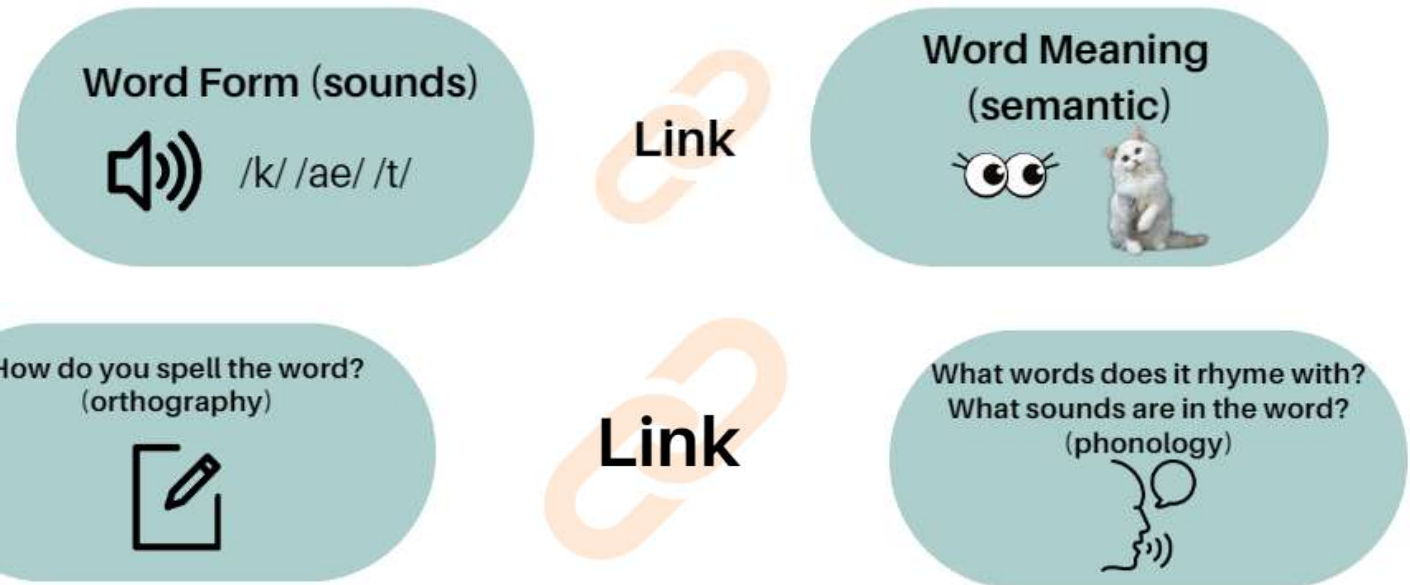 Word Form (sounds)
/k/ /ae/ /t/
Link
Word Meaning
(semantic)
How do you spell the word?
(orthography)
Link
What words does it rhyme with?
What sounds are in the word?
(phonology)